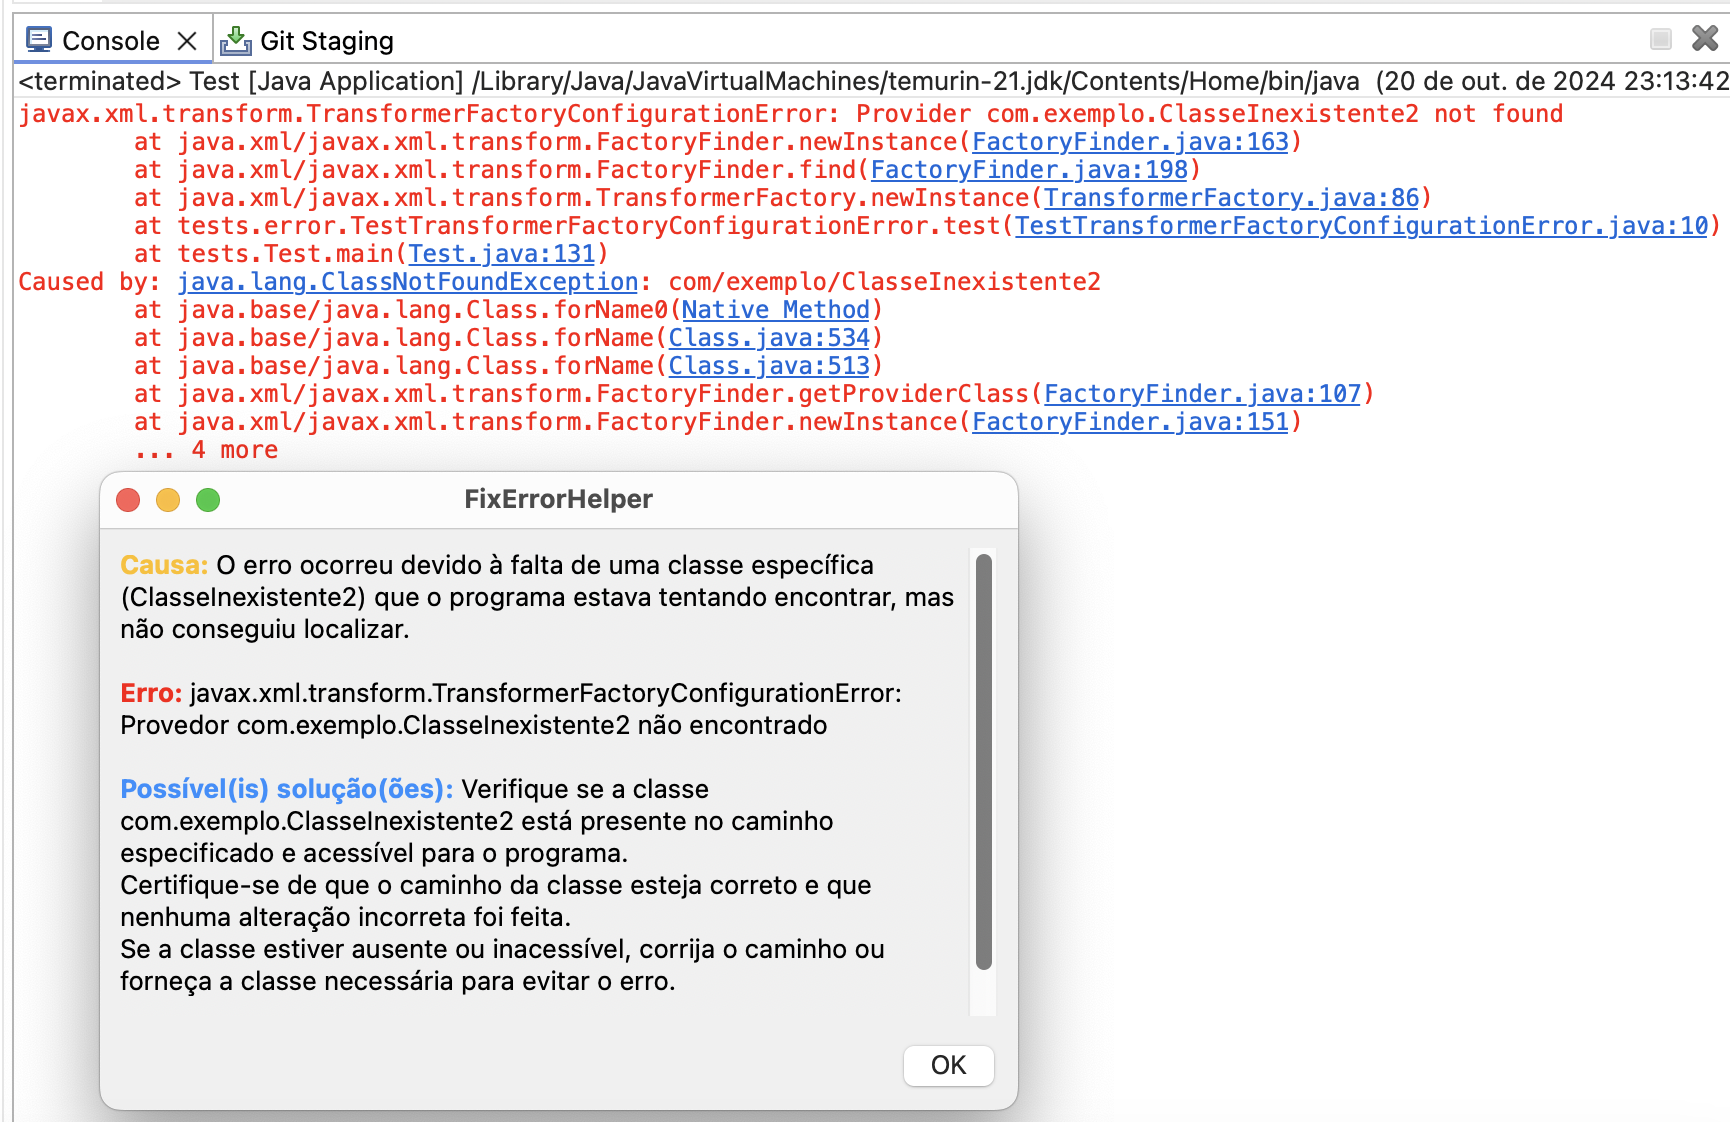 Console
Git Staging
<terminated> Test [Java Application] /Library/Java/JavaVirtualMachines/temurin-21.jdk/Contents/Home/bin/java (20 de out. de 2024 23:13:42
javax.xml.transform.TransformerFactoryConfigurationError: Provider com.exemplo.ClasseInexistente2 not found
at java.xml/javax.xml.transform.FactoryFinder.newInstance(FactoryFinder.java:163)
at java.xml/javax.xml.transform.FactoryFinder.find(FactoryFinder.java:198)
at java.xml/javax.xml.transform.TransformerFactory.newInstance(TransformerFactory.java:86)
at tests.error.TestTransformerFactoryConfigurationError.test(TestTransformerFactoryConfigurationError.java:10)
at tests.Test.main(Test.java:131)
Caused by: java.lang.ClassNotFoundException: com/exemplo/ClasseInexistente2
at java.base/java.lang.Class.forName0(Native Method)
at java.base/java.lang.Class.forName(Class.java:534)
at java.base/java.lang.Class.forName(Class.java:513)
at java.xml/javax.xml.transform.FactoryFinder.getProviderClass(FactoryFinder.java:107)
at java.xml/javax.xml.transform.FactoryFinder.newInstance(FactoryFinder.java:151)
... 4 more
FixErrorHelper
Causa: O erro ocorreu devido à falta de uma classe específica
(ClasseInexistente2) que o programa estava tentando encontrar, mas
não conseguiu localizar.
Erro: javax.xml.transform.TransformerFactoryConfigurationError:
Provedor com.exemplo.ClasseInexistente2 não encontrado
Possível(is) solução(ões): Verifique se a classe
com.exemplo.ClasseInexistente2 está presente no caminho
especificado e acessível para o programa.
Certifique-se de que o caminho da classe esteja correto e que
nenhuma alteração incorreta foi feita.
Se a classe estiver ausente ou inacessível, corrija o caminho ou
forneça a classe necessária para evitar o erro.
OK